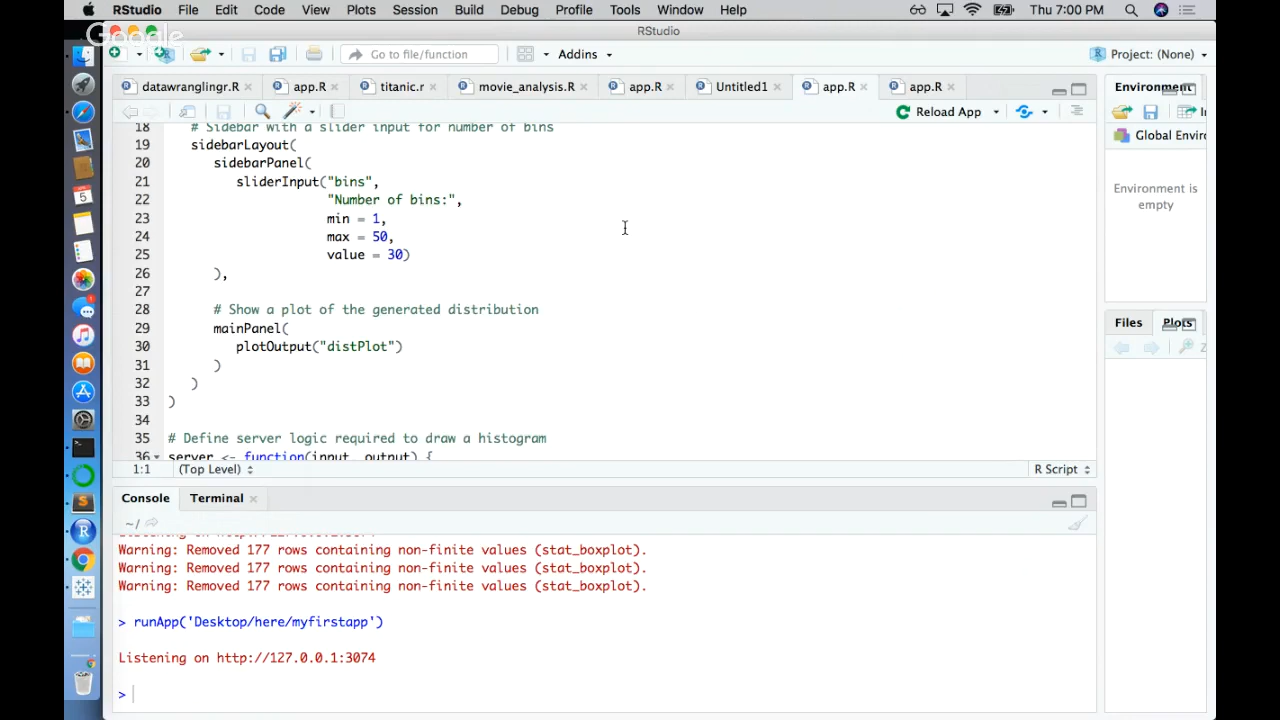 RStudio File Edit Code View Plots Session Build Debug Profile Tools Window Help Thu 7:00 PM
Google
RStudio
Go to file/function Addins Project: (None)
datawranglingr.R app.R titanic.r movie_analysis.R app.R Untitled1 app.R app.R Environment
Reload App
Global Enviro
18 # Sidebar with a slider input for number of bins
19 sidebarLayout(
20 sidebarPanel(
21 sliderInput("bins",
22 "Number of bins:",
23 min = 1,
24 max = 50,
25 value = 30)
26 ),
27
28 # Show a plot of the generated distribution
29 mainPanel(
30 plotOutput("distPlot")
31 )
32 )
33 )
34
35 # Define server logic required to draw a histogram
36 server <- function(input, output) {
1:1 (Top Level) R Script
Environment is
empty
Files Plots
Console Terminal
~/
Warning: Removed 177 rows containing non-finite values (stat_boxplot).
Warning: Removed 177 rows containing non-finite values (stat_boxplot).
Warning: Removed 177 rows containing non-finite values (stat_boxplot).
> runApp('Desktop/here/myfirstapp')
Listening on http://127.0.0.1:3074
>